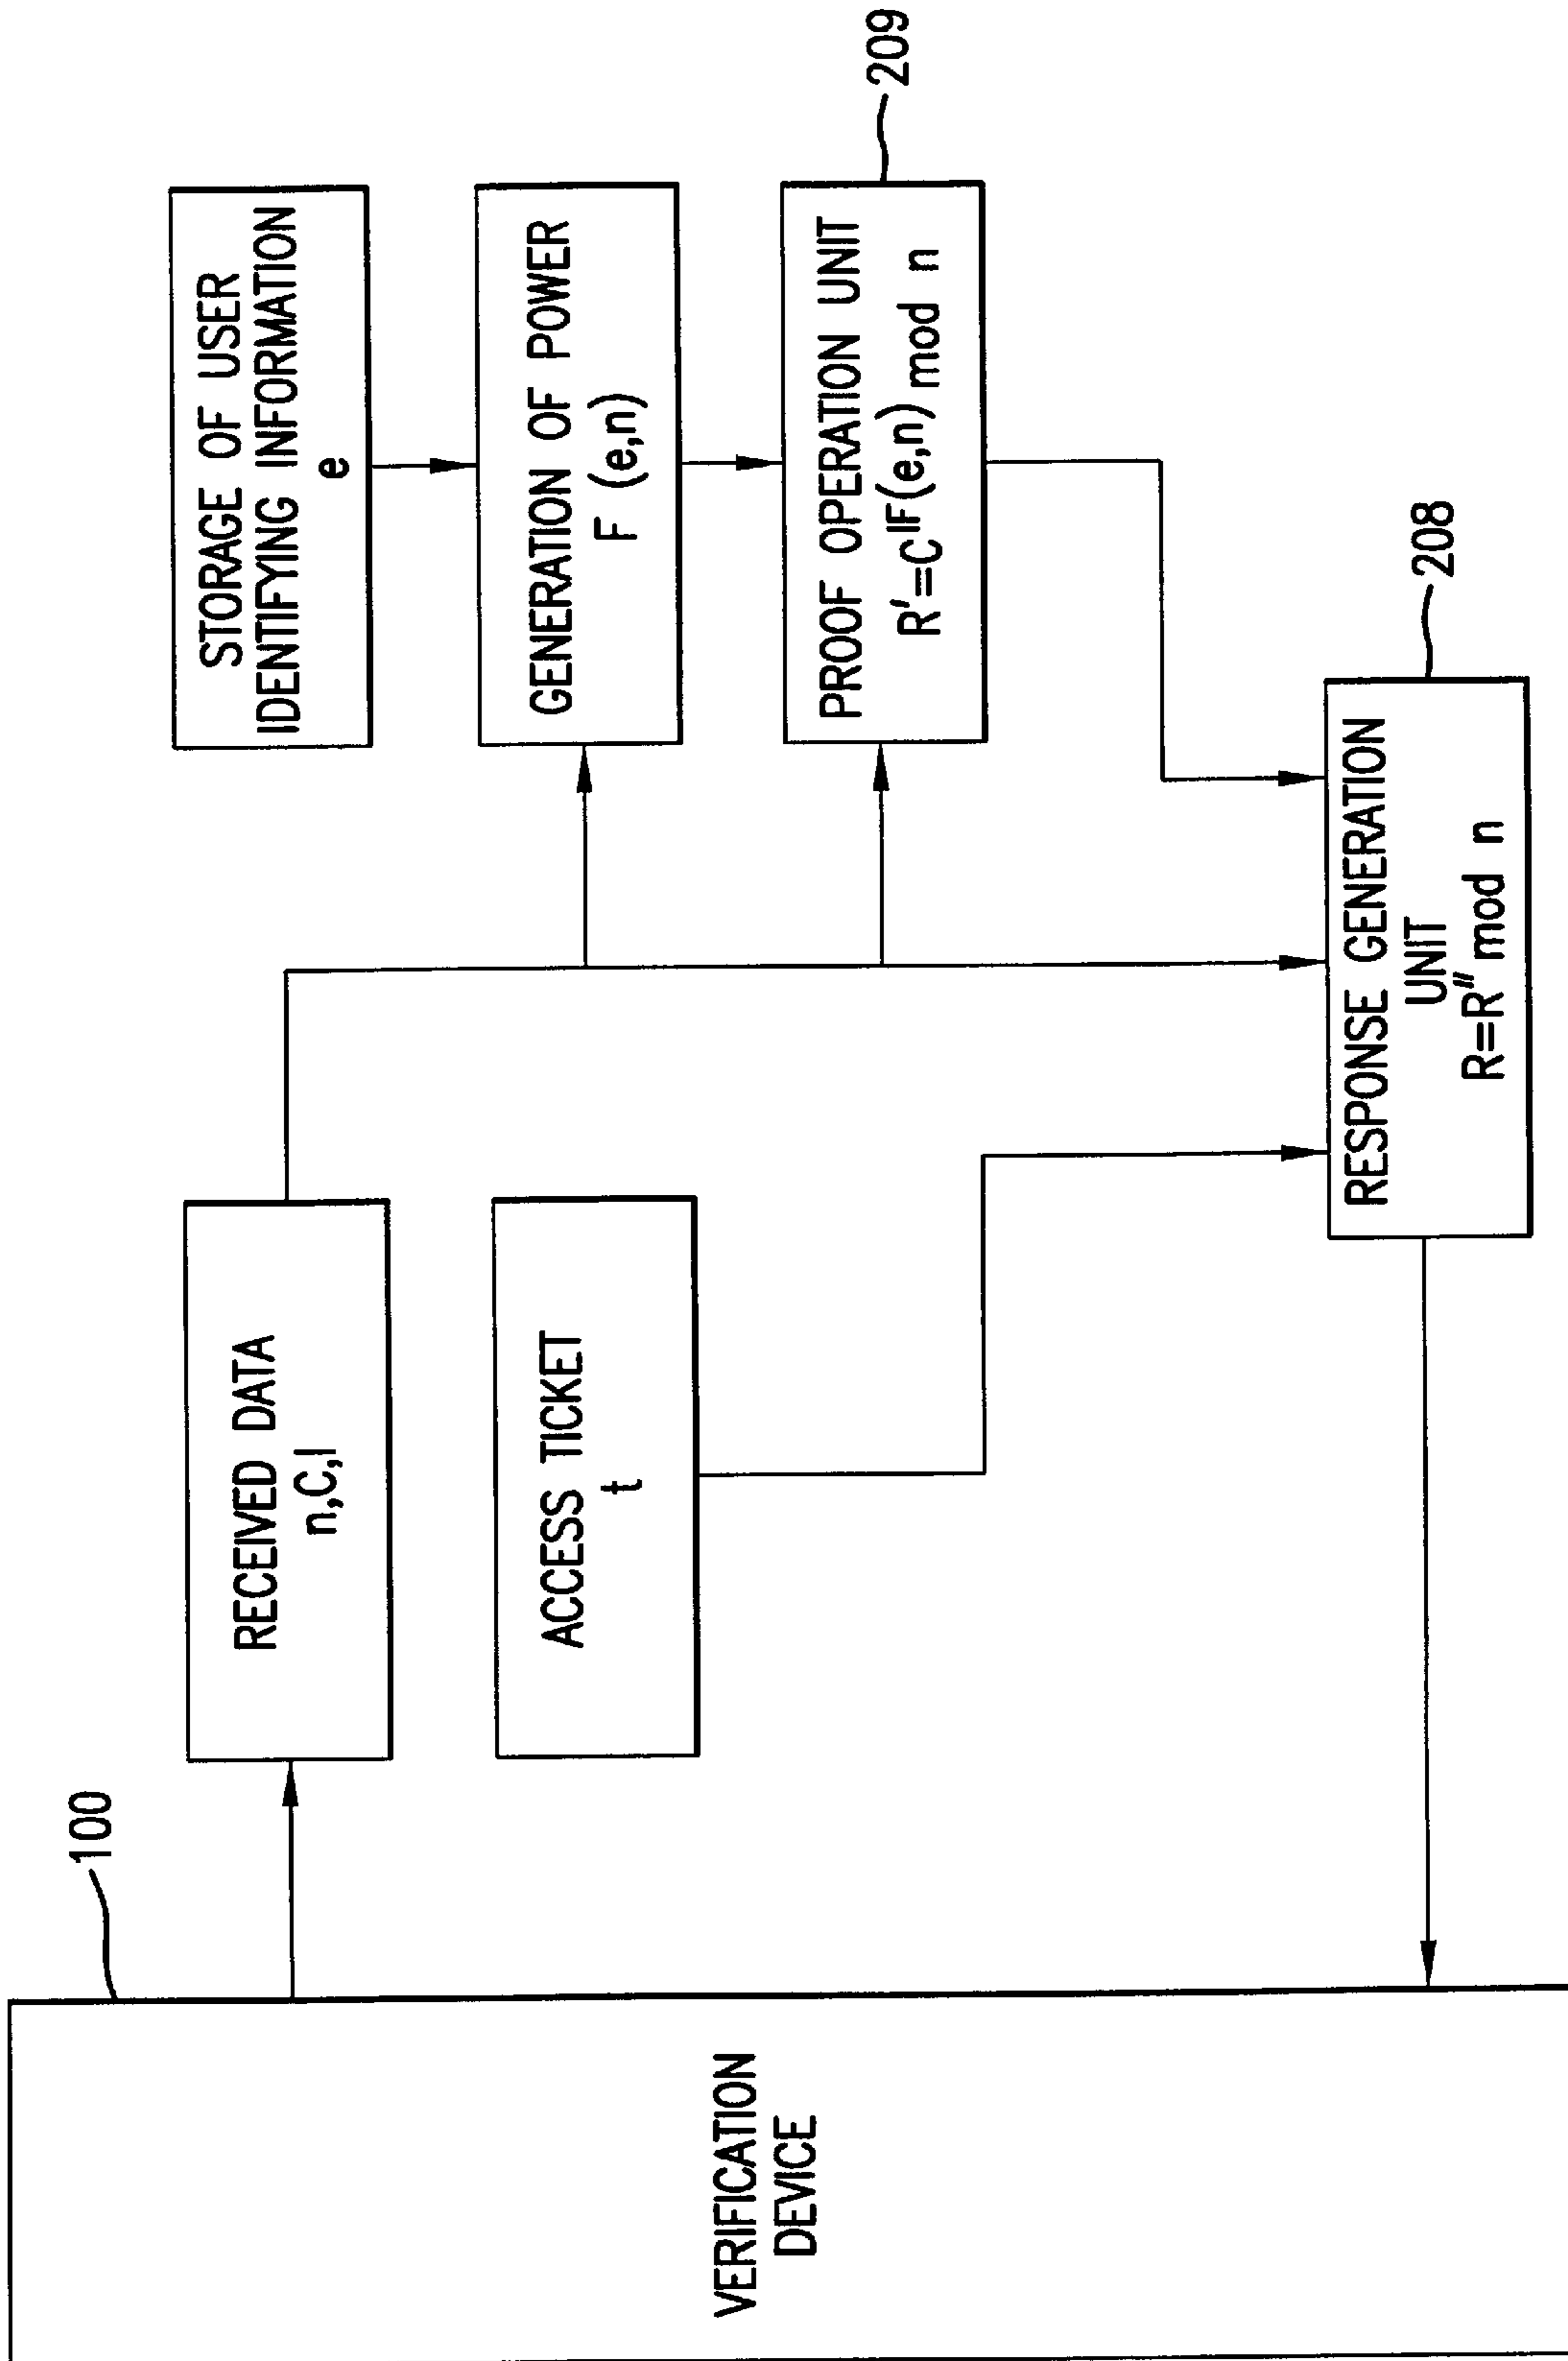 100
VERIFICATION
DEVICE
RECEIVED DATA
n,C,I
ACCESS TICKET
t
STORAGE OF USER
IDENTIFYING INFORMATION
e
GENERATION OF POWER
F (e,n)
PROOF OPERATION UNIT
R'=C^IF(e,n) mod n
209
RESPONSE GENERATION
UNIT
R=R'' mod n
208